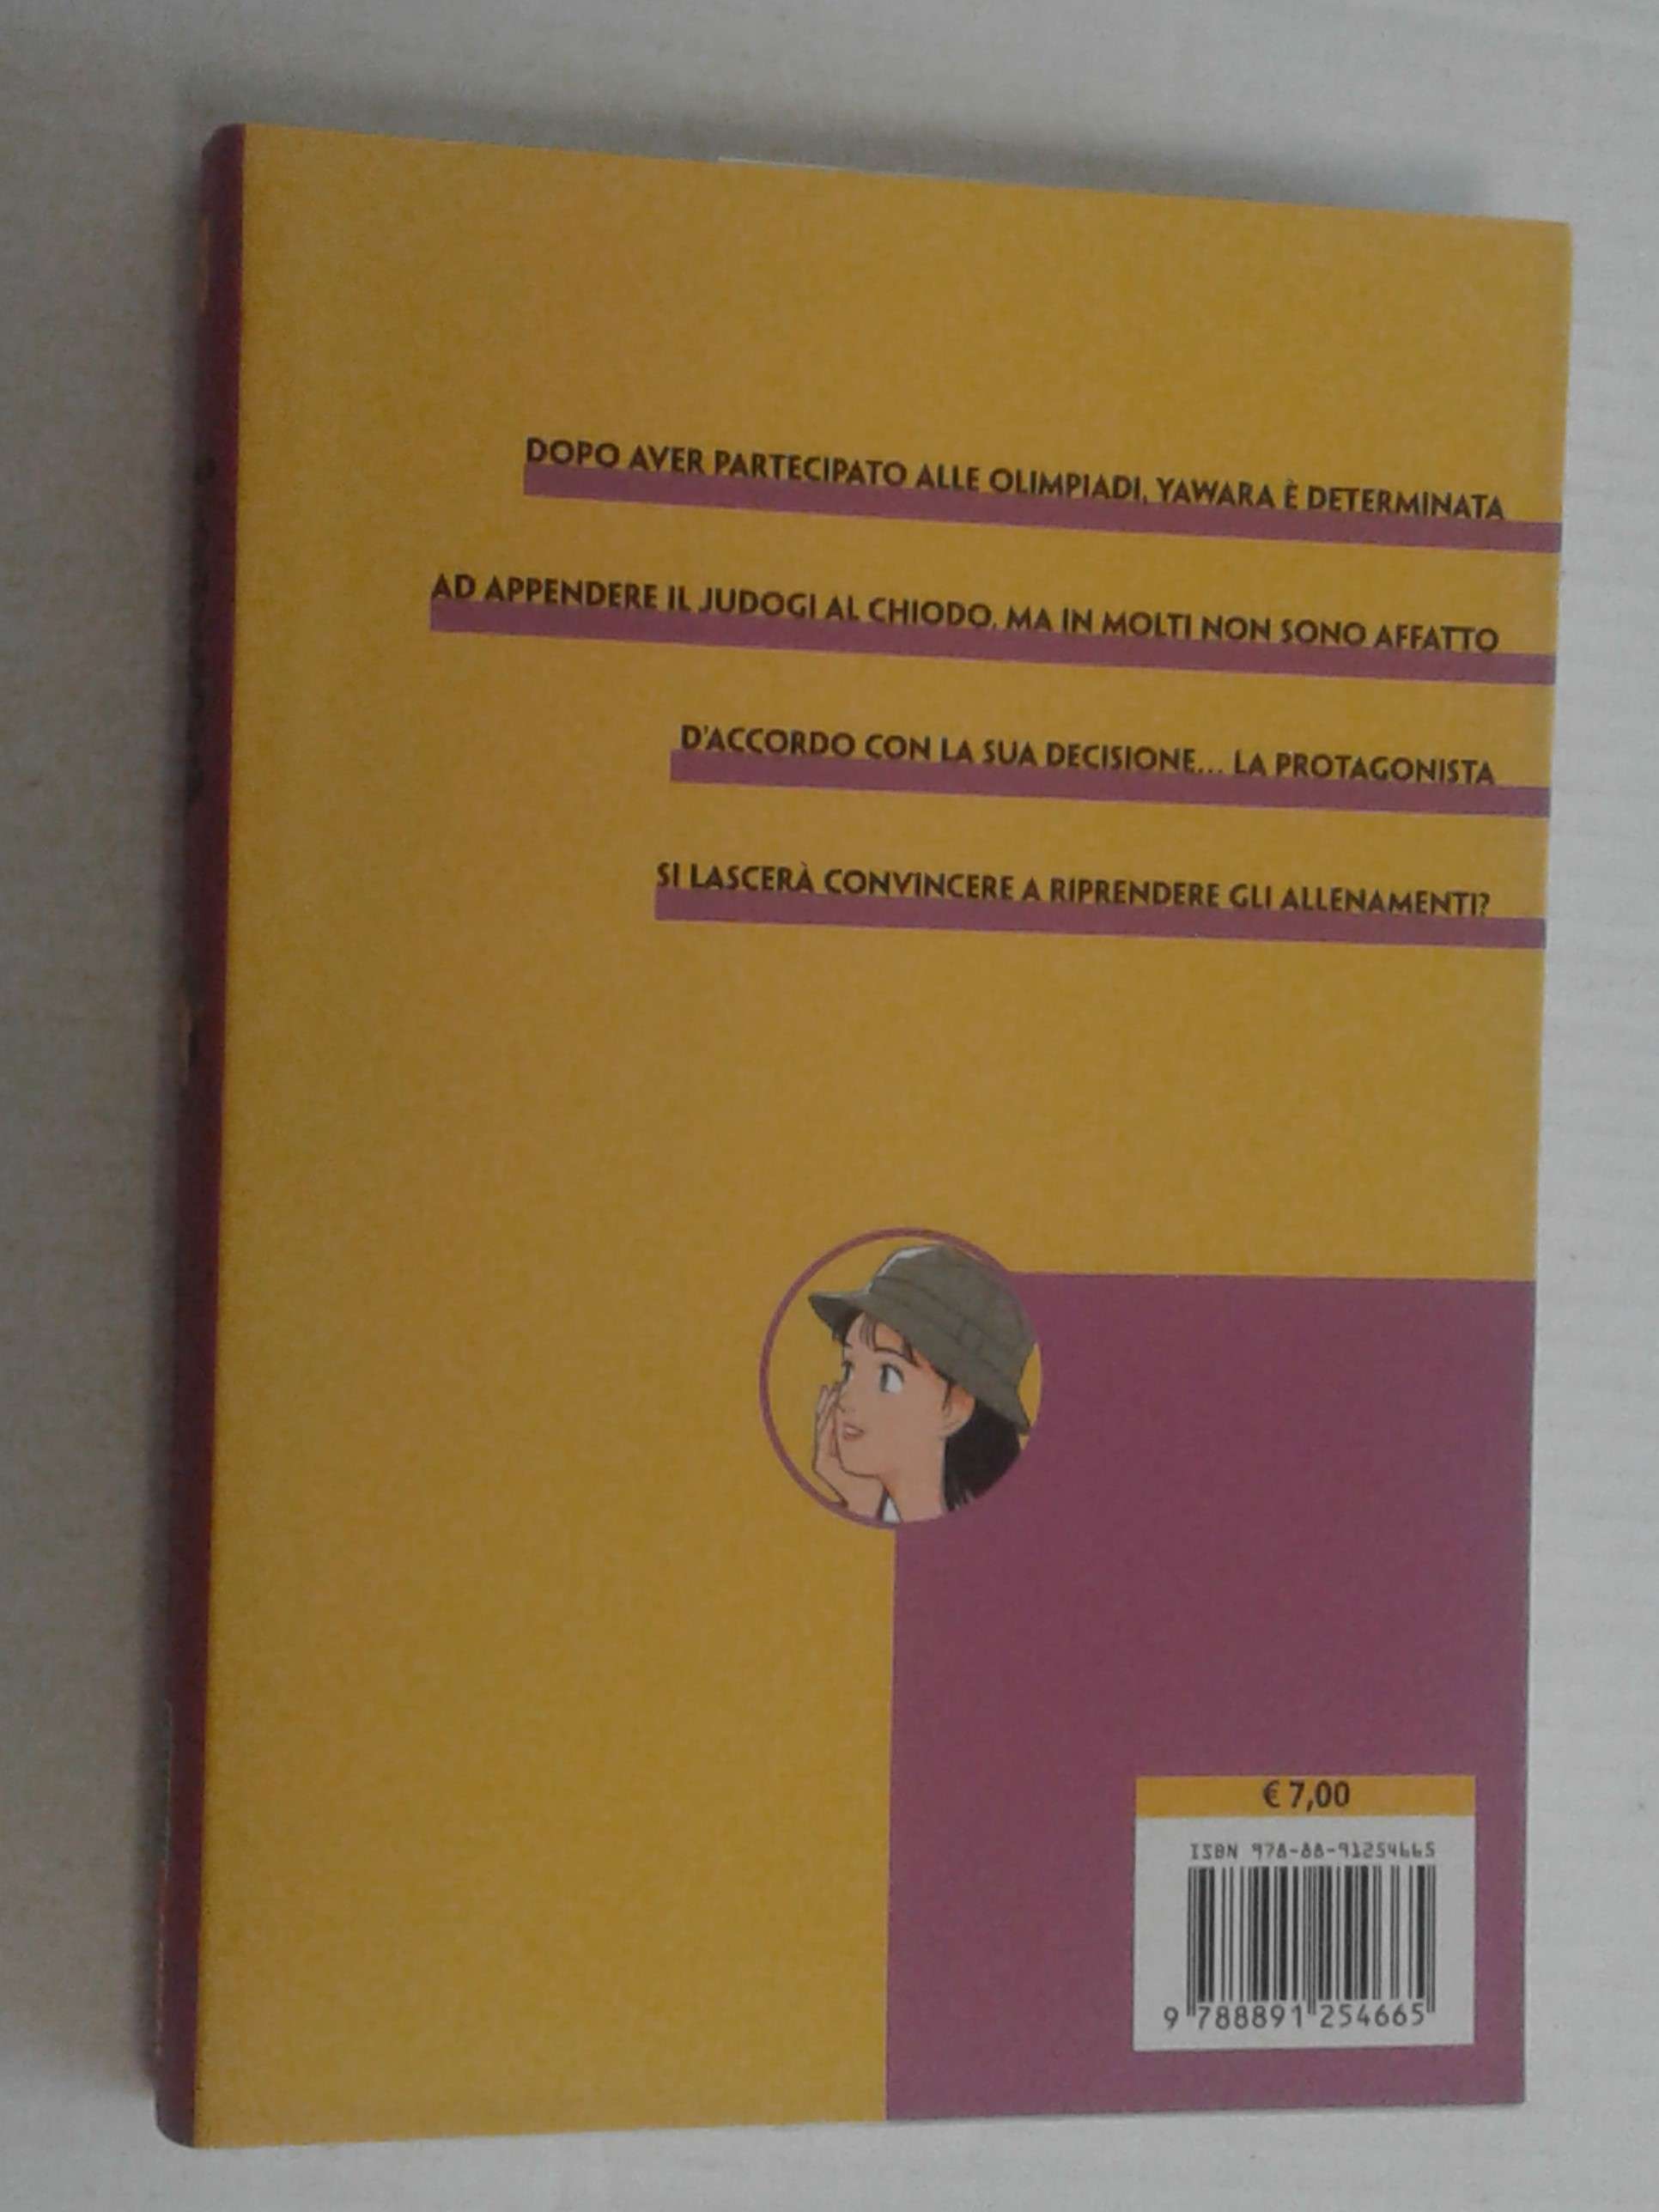 DOPO AVER PARTECIPATO ALLE OLIMPIADI, YAWARA È DETERMINATA
AD APPENDERE IL JUDOGI AL CHIODO, MA IN MOLTI NON SONO AFFATTO
D'ACCORDO CON LA SUA DECISIONE... LA PROTAGONISTA
SI LASCERÀ CONVINCERE A RIPRENDERE GLI ALLENAMENTI?
€ 7,00
ISBN 978-88-91254665
9 788891 254665